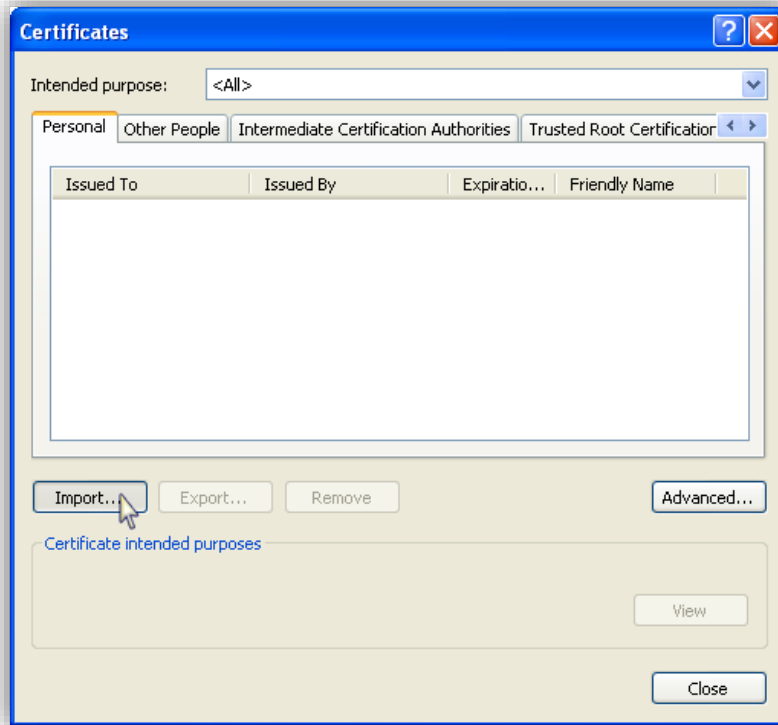 Certificates
Intended purpose: <All>
Personal Other People Intermediate Certification Authorities Trusted Root Certification
Issued To Issued By Expiratio... Friendly Name
Import... Export... Remove Advanced...
Certificate intended purposes
View
Close